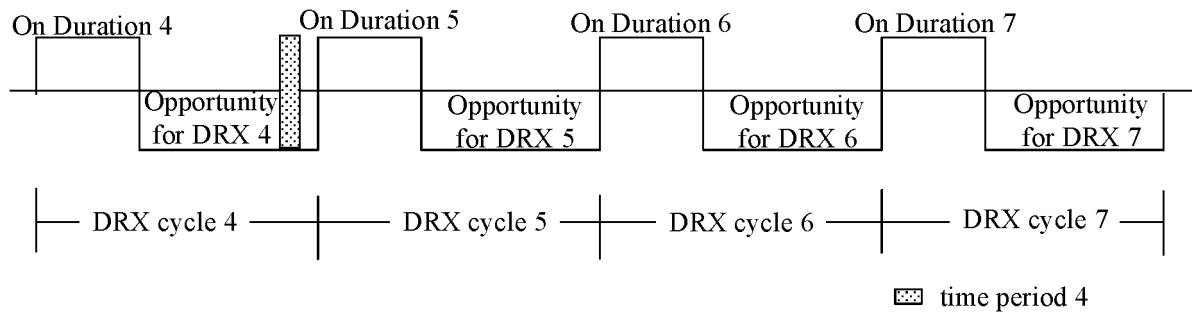 On Duration 4
On Duration 5
On Duration 6
On Duration 7
Opportunity
for DRX 4
Opportunity
for DRX 5
Opportunity
for DRX 6
Opportunity
for DRX 7
DRX cycle 4
DRX cycle 5
DRX cycle 6
DRX cycle 7
time period 4